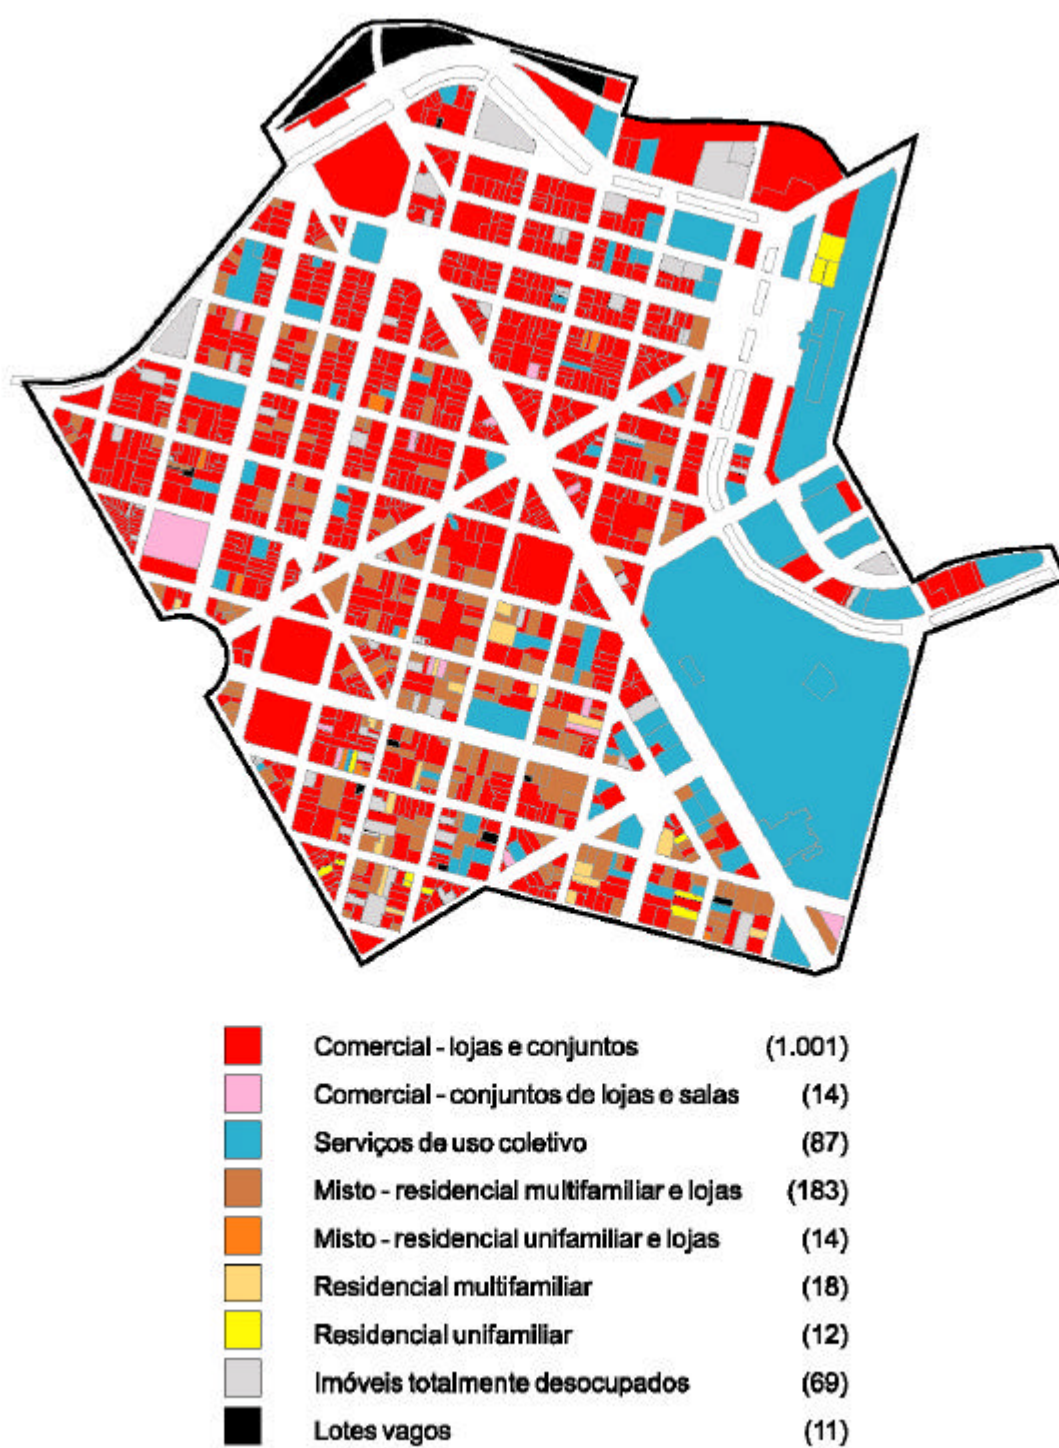 Comercial - lojas e conjuntos (1.001)
Comercial - conjuntos de lojas e salas (14)
Serviços de uso coletivo (87)
Misto - residencial multifamiliar e lojas (183)
Misto - residencial unifamiliar e lojas (14)
Residencial multifamiliar (18)
Residencial unifamiliar (12)
Imóveis totalmente desocupados (69)
Lotes vagos (11)